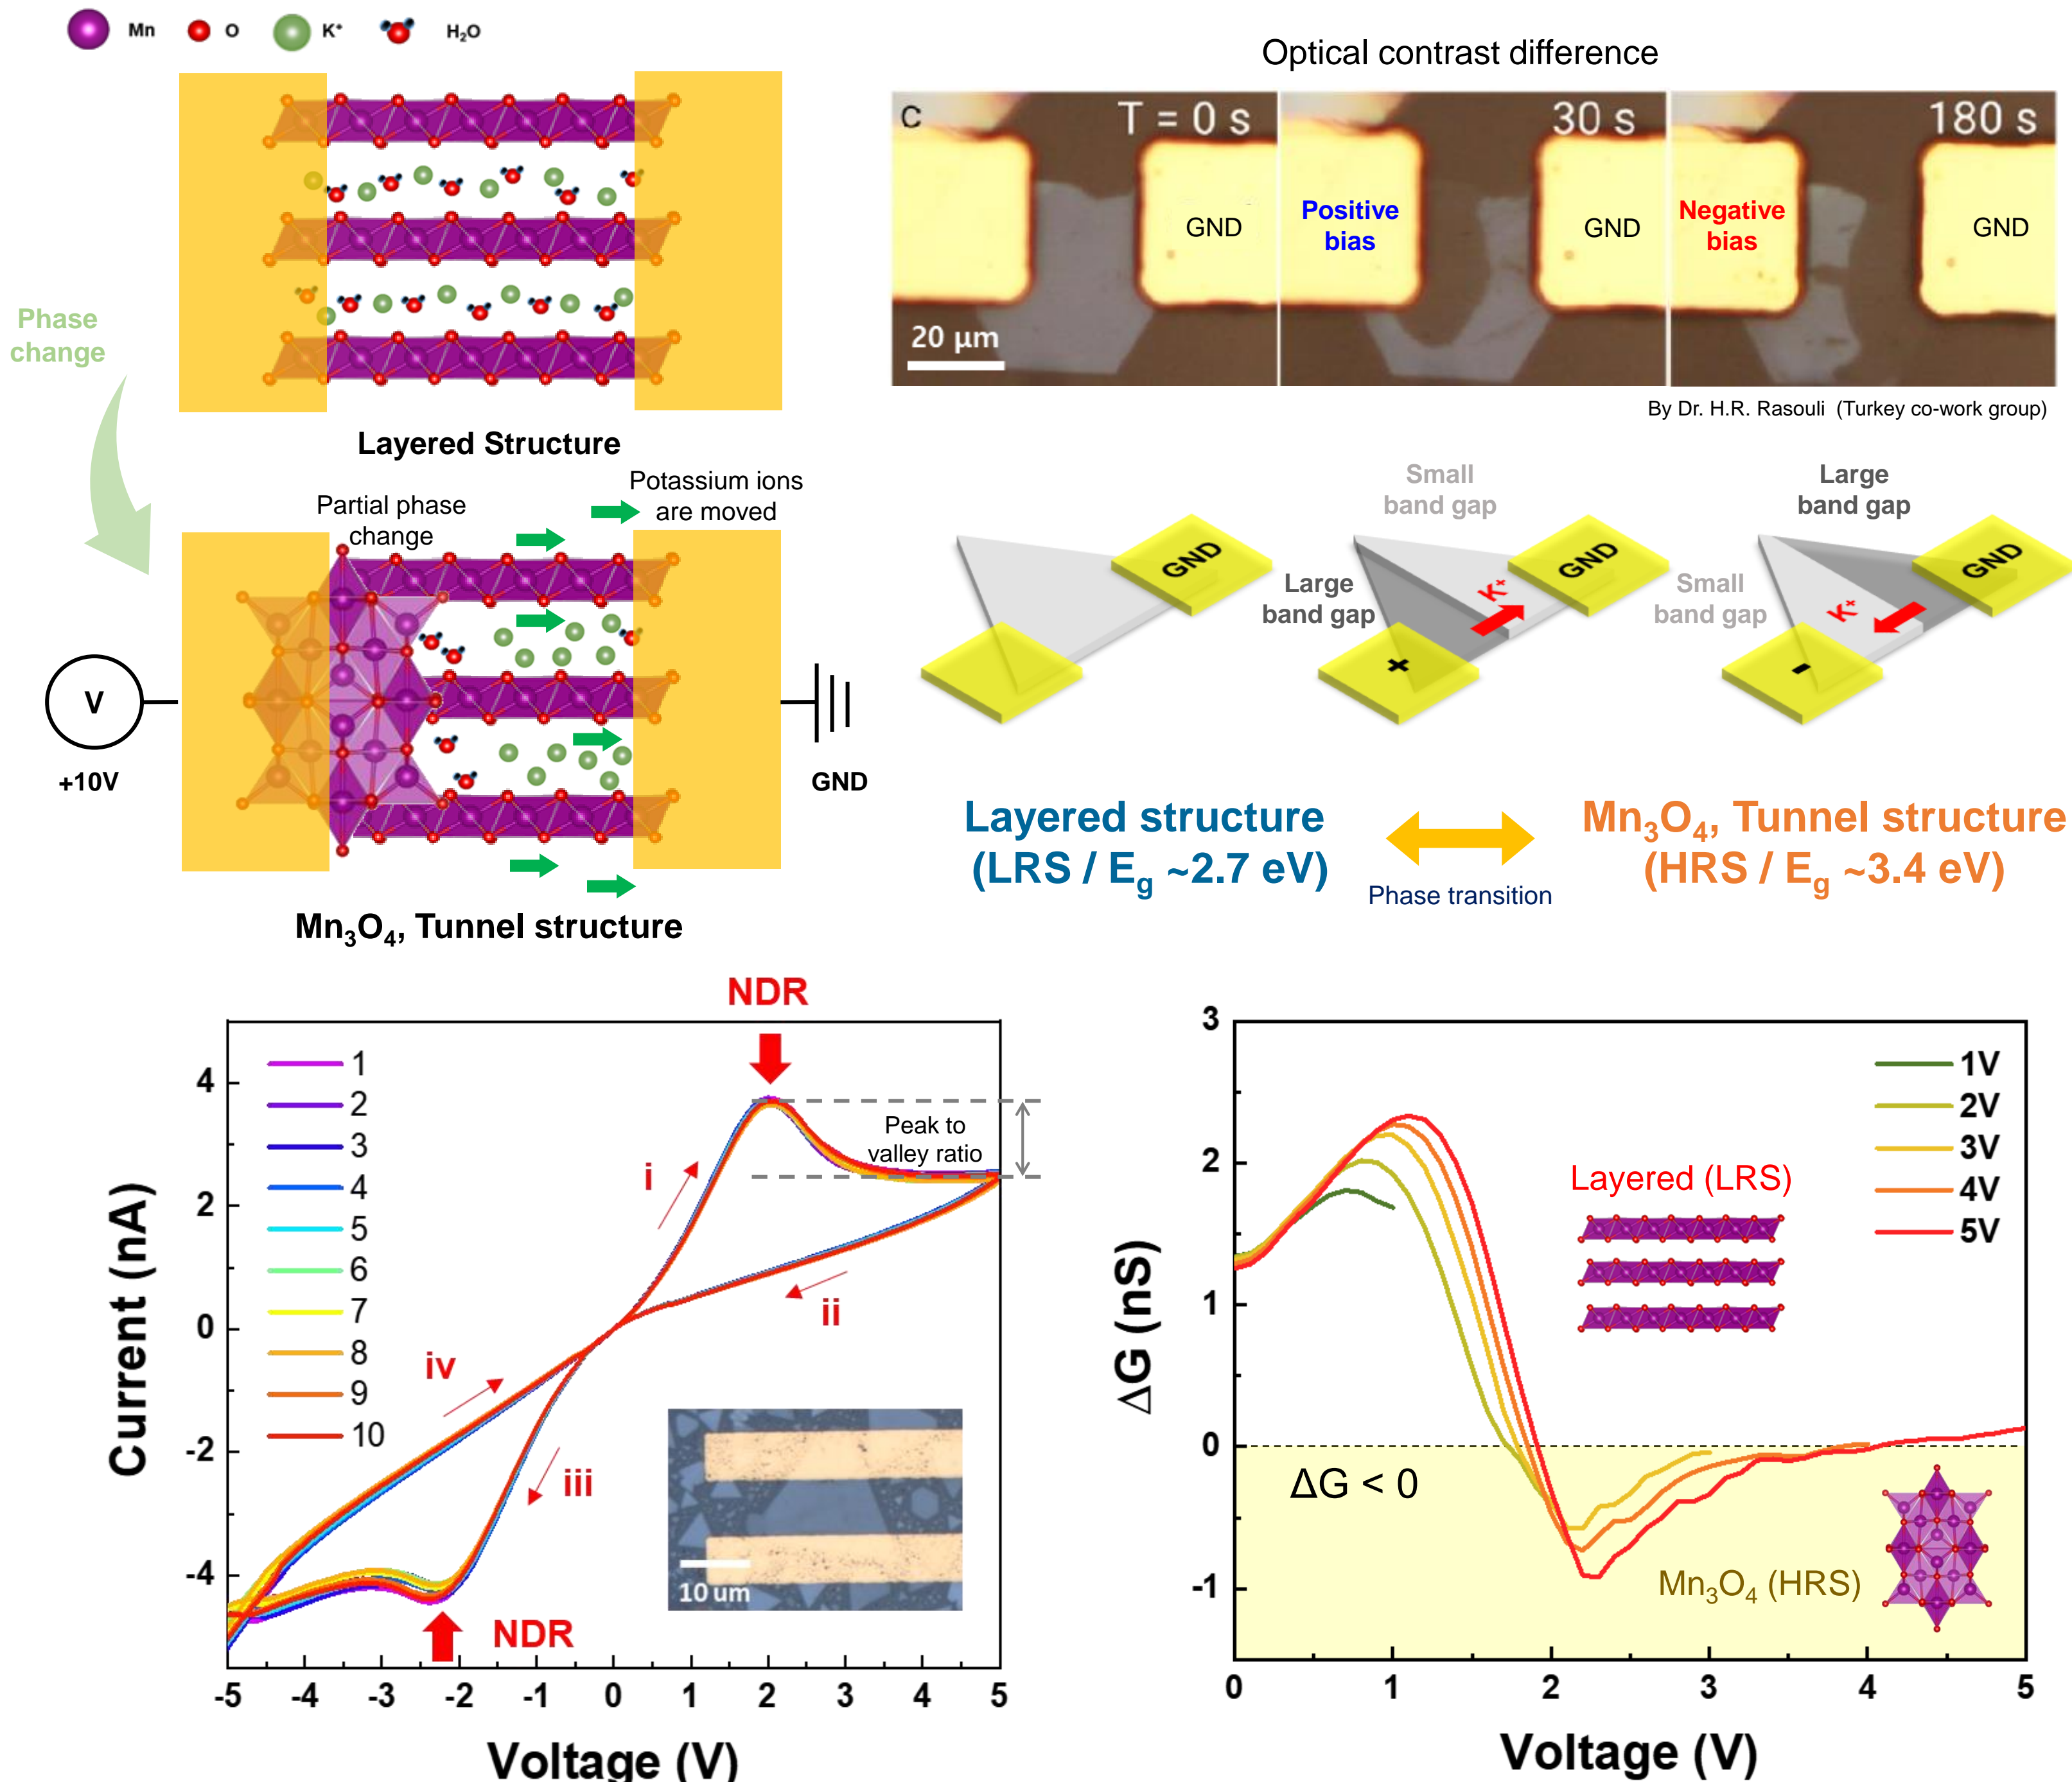 Mn
O
K⁺
H₂O
Layered Structure
Phase
change
Partial phase
change
Potassium ions
are moved
V
+10V
GND
Mn₃O₄, Tunnel structure
Optical contrast difference
C
T = 0 s
GND
20 µm
30 s
Positive
bias
GND
180 s
Negative
bias
GND
By Dr. H.R. Rasouli (Turkey co-work group)
GND
Small
band gap
Large
band gap
K⁺
GND
+
Large
band gap
Small
band gap
K⁺
GND
-
Layered structure
(LRS / Eg ~2.7 eV)
Phase transition
Mn₃O₄, Tunnel structure
(HRS / Eg ~3.4 eV)
NDR
1
2
3
4
5
6
7
8
9
10
Peak to
valley ratio
i
ii
iii
iv
NDR
10 um
4
2
0
-2
-4
-5
-4
-3
-2
-1
0
1
2
3
4
5
Current (nA)
Voltage (V)
1V
2V
3V
4V
5V
Layered (LRS)
ΔG < 0
Mn₃O₄ (HRS)
3
2
1
0
-1
0
1
2
3
4
5
ΔG (nS)
Voltage (V)